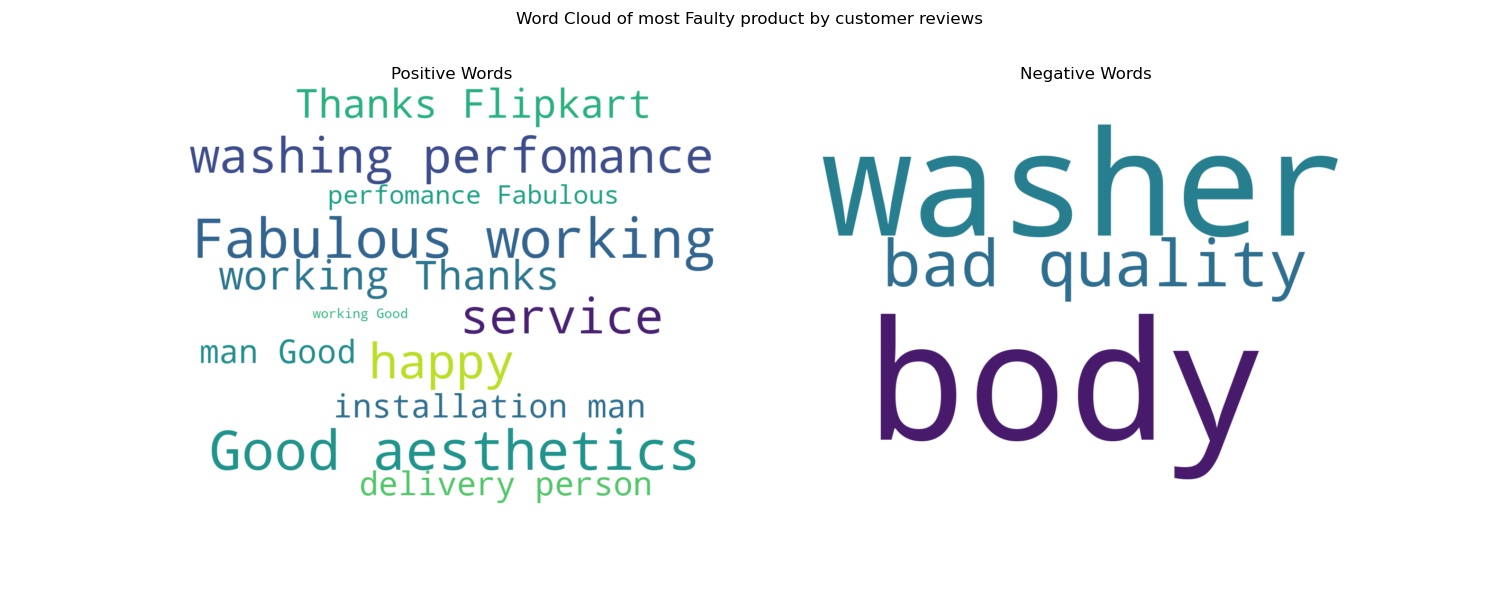 Word Cloud of most Faulty product by customer reviews
Positive Words
Thanks Flipkart
washing perfomance
perfomance Fabulous
Fabulous working
working Thanks
working Good
service
man Good
happy
installation man
Good aesthetics
delivery person
Negative Words
washer
bad quality
body